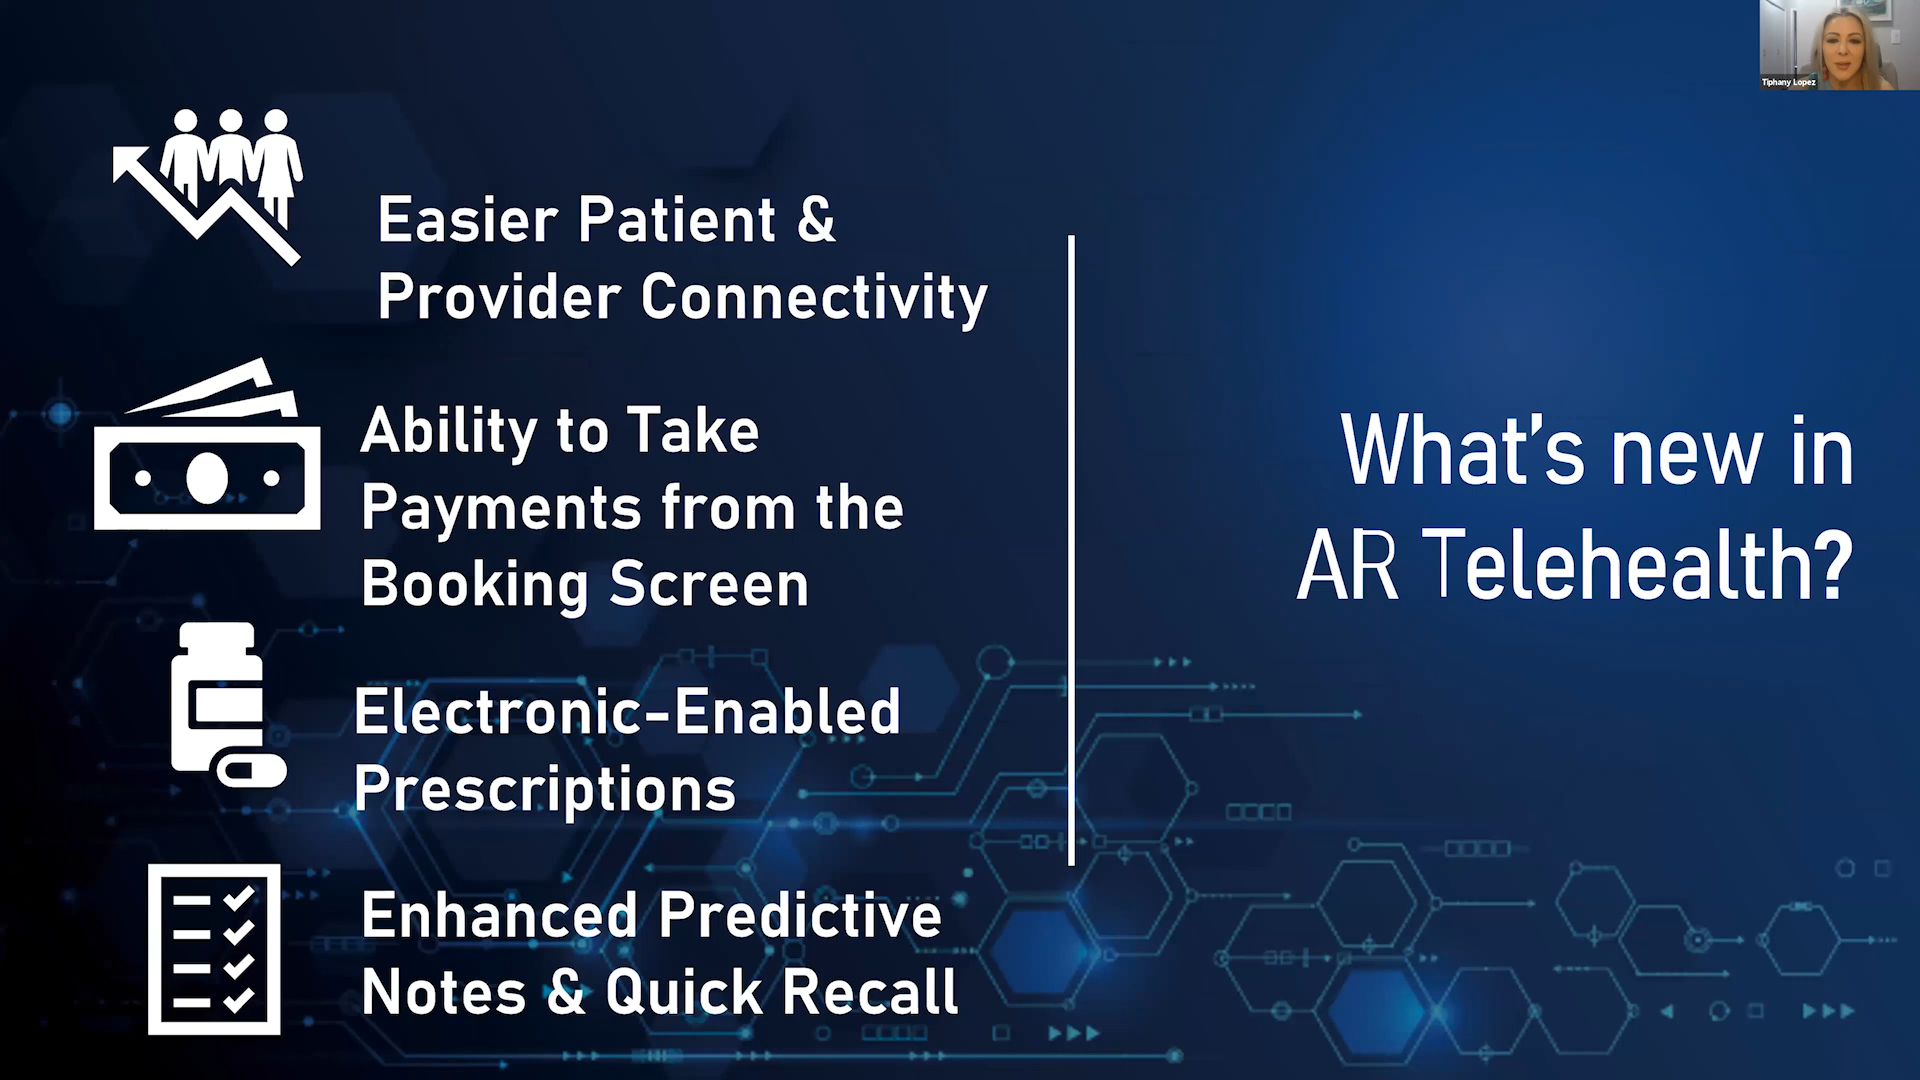 Tiphany Lopez
Easier Patient &
Provider Connectivity
Ability to Take
Payments from the
Booking Screen
Electronic-Enabled
Prescriptions
Enhanced Predictive
Notes & Quick Recall
What's new in
AR Telehealth?